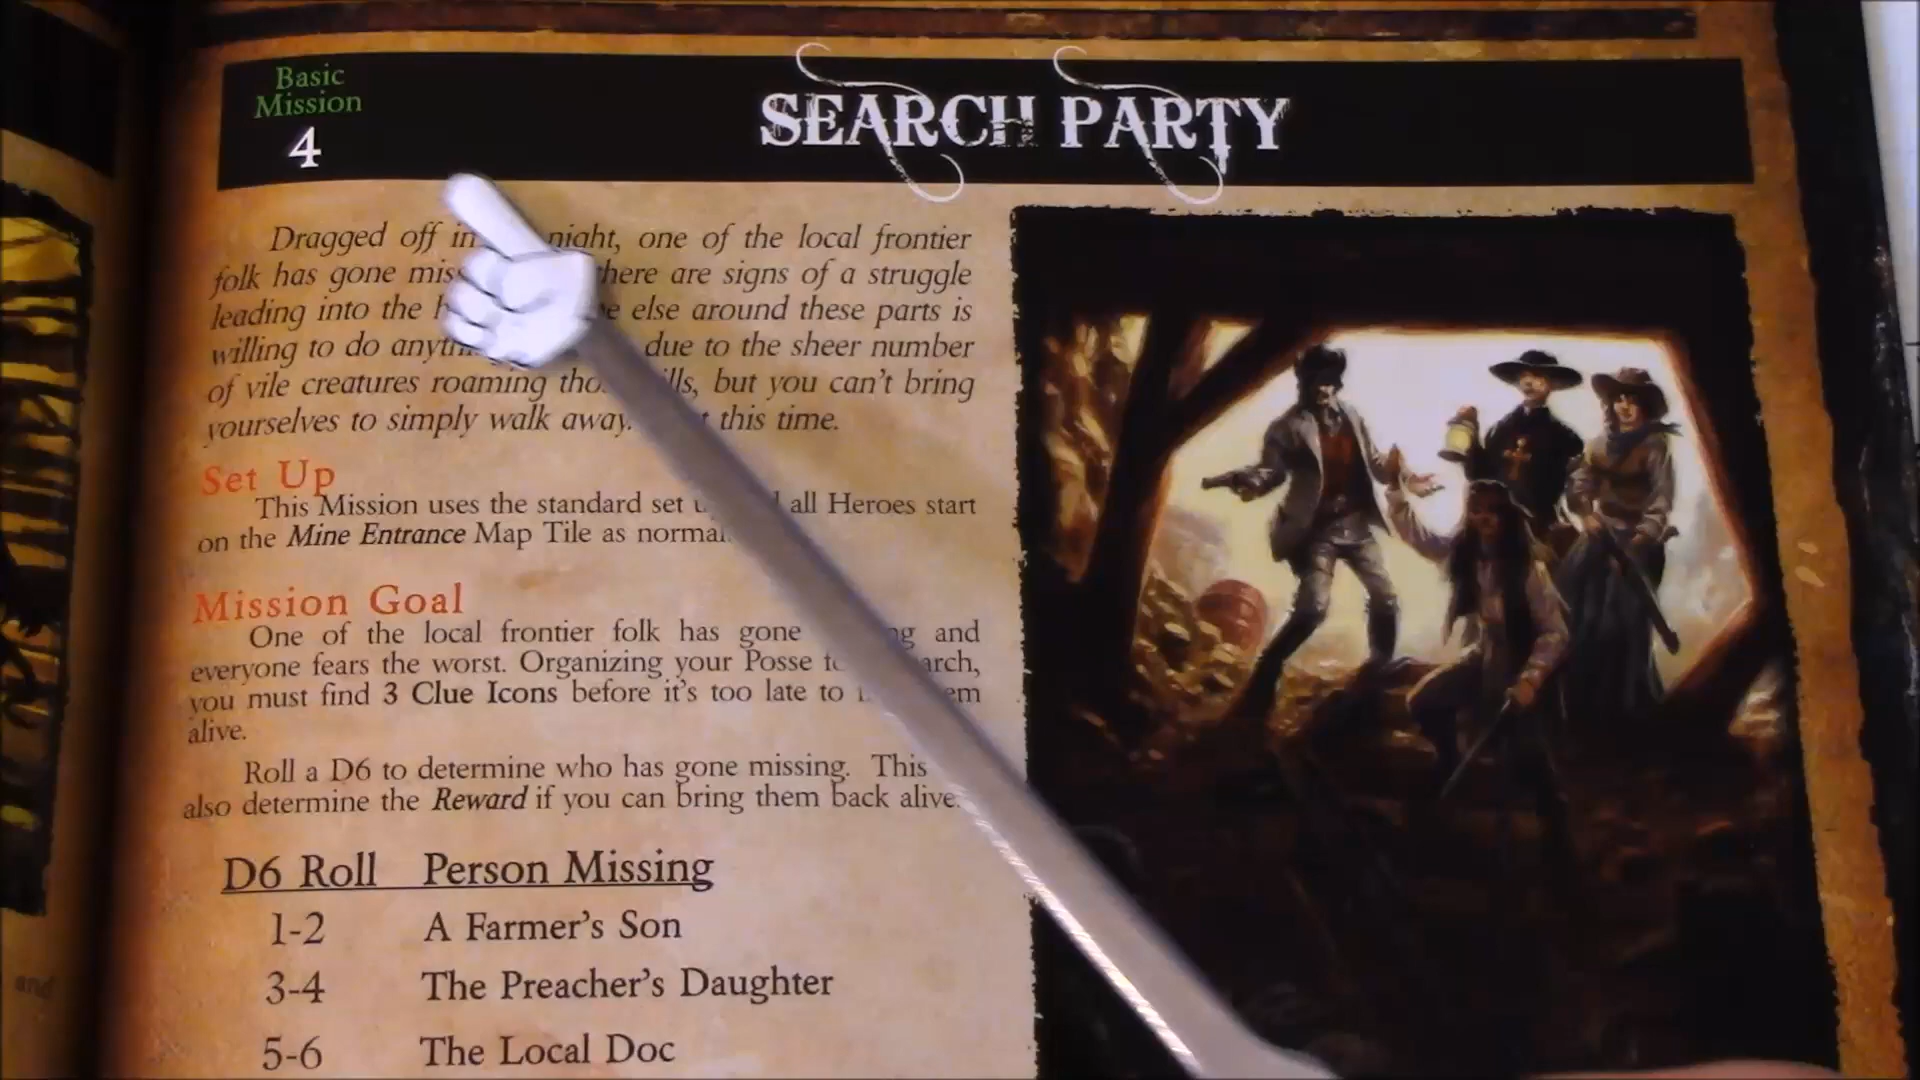 Basic
Mission
4
SEARCH PARTY
Dragged off in night, one of the local frontier
folk has gone there are signs of a struggle
leading into the else around these parts is
willing to do due to the sheer number
of vile creatures roaming but you can't bring
yourselves to simply walk away. this time.
Set Up
This Mission uses the standard set all Heroes start
on the Mine Entrance Map Tile as normal.
Mission Goal
One of the local frontier folk has gone and
everyone fears the worst. Organizing your Posse
you must find 3 Clue Icons before it's too late to
alive.
Roll a D6 to determine who has gone missing. This
also determine the Reward if you can bring them back alive.
D6 Roll Person Missing
1-2 A Farmer's Son
3-4 The Preacher's Daughter
5-6 The Local Doc
and